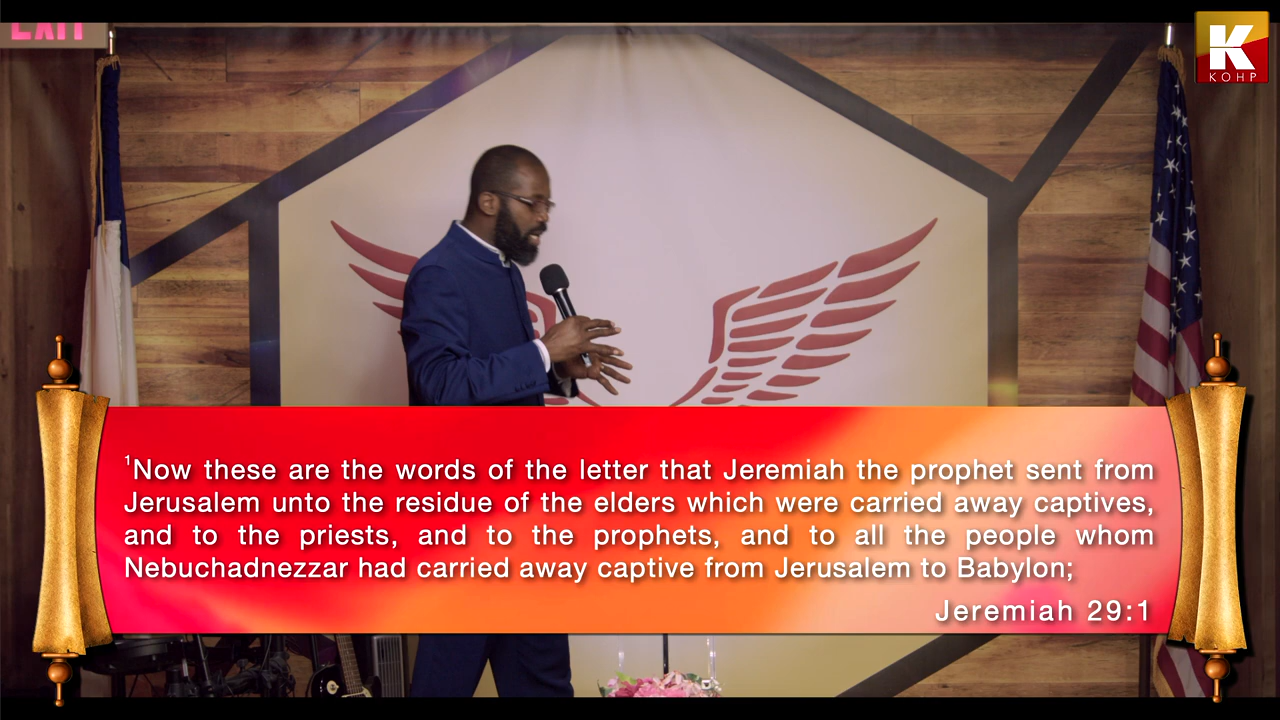 EXIT
K
KOHP
¹Now these are the words of the letter that Jeremiah the prophet sent from
Jerusalem unto the residue of the elders which were carried away captives,
and to the priests, and to the prophets, and to all the people whom
Nebuchadnezzar had carried away captive from Jerusalem to Babylon;
Jeremiah 29:1